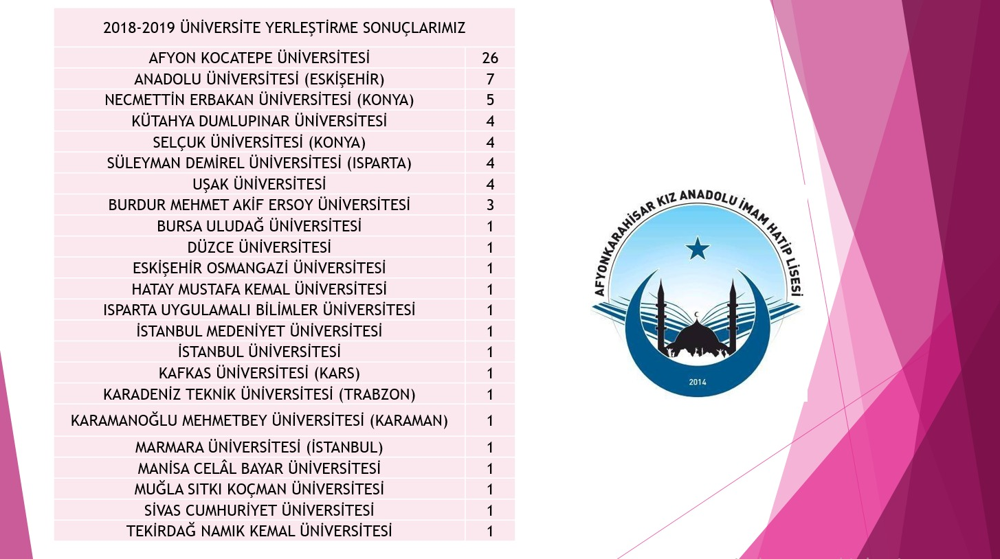 2018-2019 ÜNİVERSİTE YERLEŞTİRME SONUÇLARIMIZ
AFYON KOCATEPE ÜNİVERSİTESİ 26
ANADOLU ÜNİVERSİTESİ (ESKİŞEHİR) 7
NECMETTİN ERBAKAN ÜNİVERSİTESİ (KONYA) 5
KÜTAHYA DUMLUPINAR ÜNİVERSİTESİ 4
SELÇUK ÜNİVERSİTESİ (KONYA) 4
SÜLEYMAN DEMİREL ÜNİVERSİTESİ (ISPARTA) 4
UŞAK ÜNİVERSİTESİ 4
BURDUR MEHMET AKİF ERSOY ÜNİVERSİTESİ 3
BURSA ULUDAĞ ÜNİVERSİTESİ 1
DÜZCE ÜNİVERSİTESİ 1
ESKİŞEHİR OSMANGAZİ ÜNİVERSİTESİ 1
HATAY MUSTAFA KEMAL ÜNİVERSİTESİ 1
ISPARTA UYGULAMALI BİLİMLER ÜNİVERSİTESİ 1
İSTANBUL MEDENİYET ÜNİVERSİTESİ 1
İSTANBUL ÜNİVERSİTESİ 1
KAFKAS ÜNİVERSİTESİ (KARS) 1
KARADENİZ TEKNİK ÜNİVERSİTESİ (TRABZON) 1
KARAMANOĞLU MEHMETBEY ÜNİVERSİTESİ (KARAMAN) 1
MARMARA ÜNİVERSİTESİ (İSTANBUL) 1
MANİSA CELÂL BAYAR ÜNİVERSİTESİ 1
MUĞLA SITKI KOÇMAN ÜNİVERSİTESİ 1
SİVAS CUMHURİYET ÜNİVERSİTESİ 1
TEKİRDAĞ NAMIK KEMAL ÜNİVERSİTESİ 1
AFYONKARAHİSAR KIZ ANADOLU İMAM HATİP LİSESİ
2014